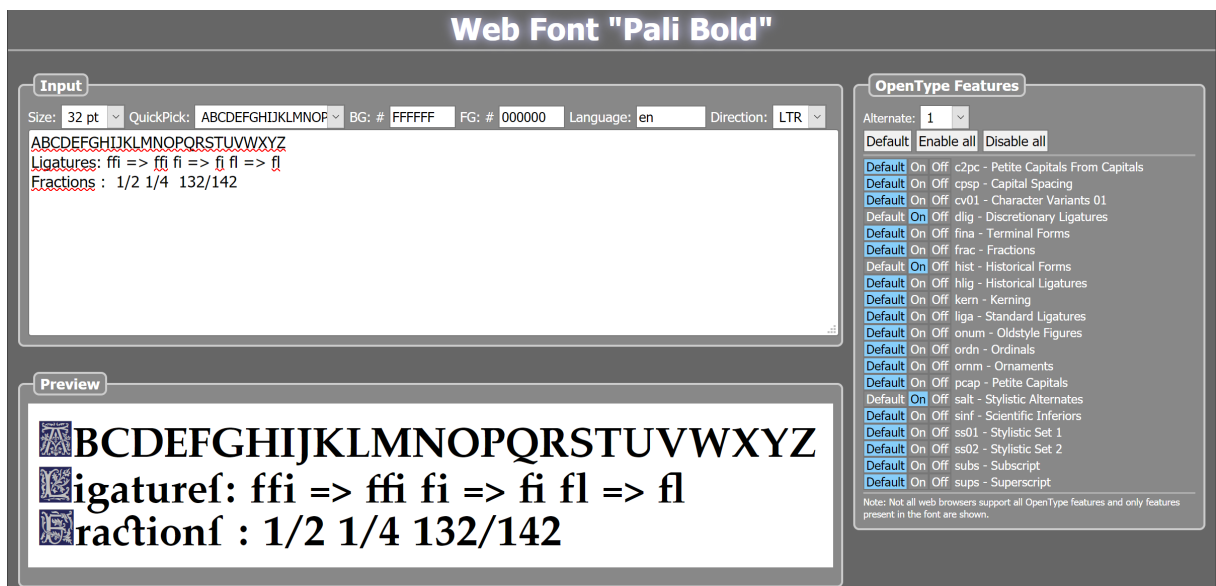 Web Font "Pali Bold"
Input
Size: 32 pt QuickPick: ABCDEFGHIJKLMNOP BG: # FFFFFF FG: # 000000 Language: en Direction: LTR
ABCDEFGHIJKLMNOPQRSTUVWXYZ
Ligatures: ffi => ffi fi => fi fl => fl
Fractions : 1/2 1/4 132/142
Preview
ABCDEFGHIJKLMNOPQRSTUVWXYZ
Ligatureſ: ffi => ffi fi => fi fl => fl
Fractionſ : 1/2 1/4 132/142
OpenType Features
Alternate: 1
Default Enable all Disable all
Default On Off c2pc - Petite Capitals From Capitals
Default On Off cpsp - Capital Spacing
Default On Off cv01 - Character Variants 01
Default On Off dlig - Discretionary Ligatures
Default On Off fina - Terminal Forms
Default On Off frac - Fractions
Default On Off hist - Historical Forms
Default On Off hlig - Historical Ligatures
Default On Off kern - Kerning
Default On Off liga - Standard Ligatures
Default On Off onum - Oldstyle Figures
Default On Off ordn - Ordinals
Default On Off ornm - Ornaments
Default On Off pcap - Petite Capitals
Default On Off salt - Stylistic Alternates
Default On Off sinf - Scientific Inferiors
Default On Off ss01 - Stylistic Set 1
Default On Off ss02 - Stylistic Set 2
Default On Off subs - Subscript
Default On Off sups - Superscript
Note: Not all web browsers support all OpenType features and only features
present in the font are shown.